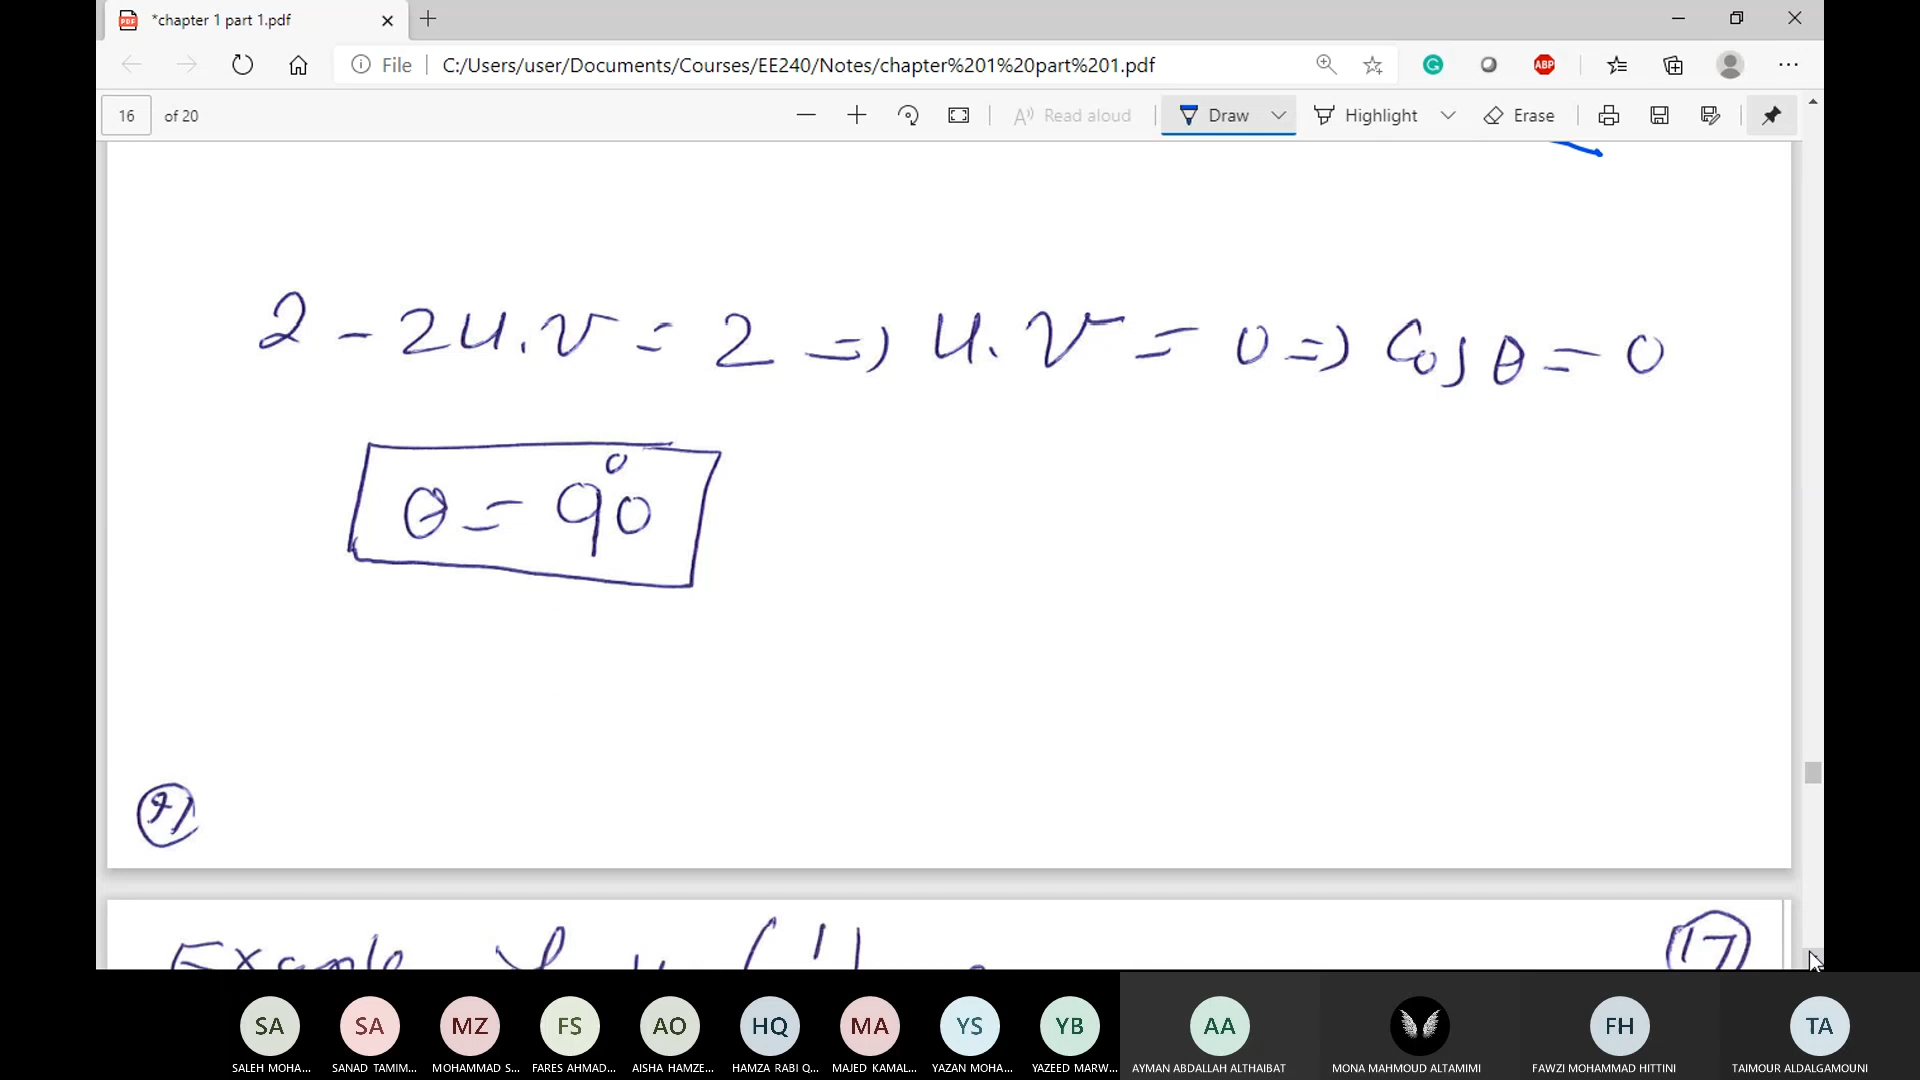 *chapter 1 part 1.pdf
File C:/Users/user/Documents/Courses/EE240/Notes/chapter%201%20part%201.pdf ABP
16 of 20 Read aloud Draw Highlight Erase
2 - 2u.v = 2 => u.v = 0 => Cos θ = 0
θ = 90°
17
Example
SA SA MZ FS AO HQ MA YS YB AA FH TA
SALEH MOHA... SANAD TAMIM... MOHAMMAD S... FARES AHMAD... AISHA HAMZE... HAMZA RABI Q... MAJED KAMAL... YAZAN MOHA... YAZEED MARW... AYMAN ABDALLAH ALTHAIBAT MONA MAHMOUD ALTAMIMI FAWZI MOHAMMAD HITTINI TAIMOUR ALDALGAMOUNI